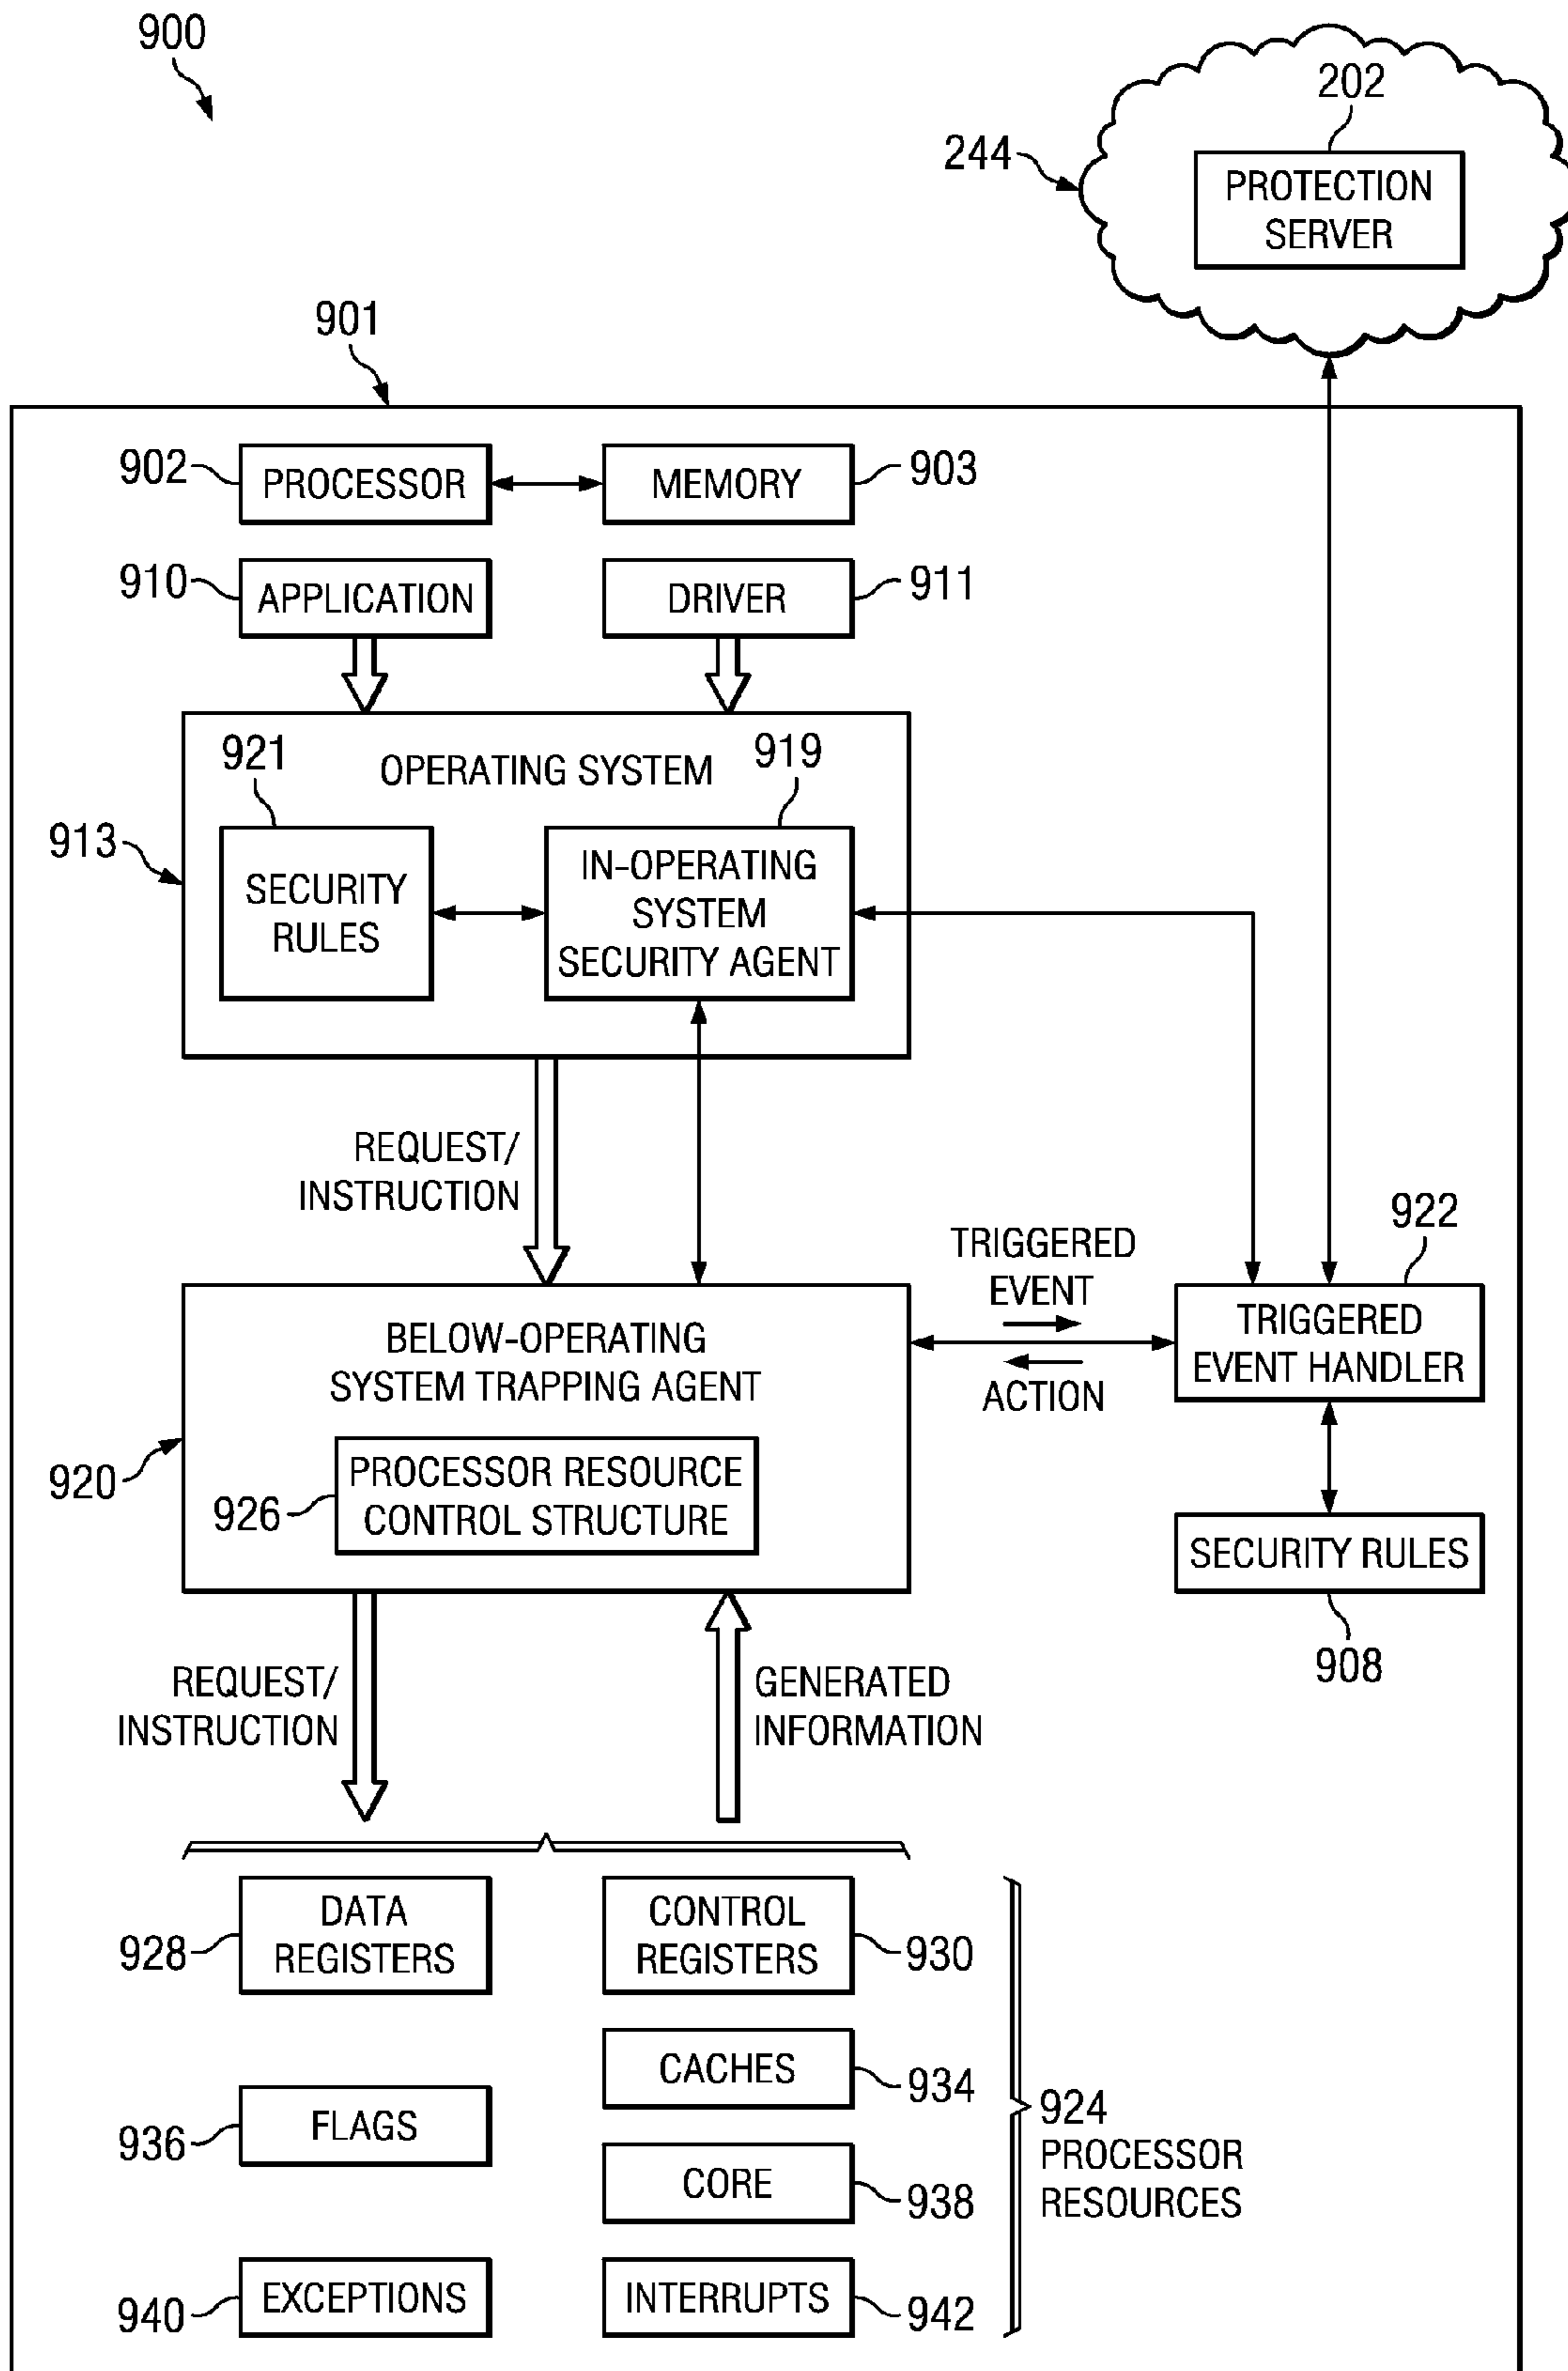 900
202
244
PROTECTION
SERVER
901
902
PROCESSOR
MEMORY
903
910
APPLICATION
DRIVER
911
921
OPERATING SYSTEM
919
913
SECURITY
RULES
IN-OPERATING
SYSTEM
SECURITY AGENT
REQUEST/
INSTRUCTION
TRIGGERED
EVENT
ACTION
922
TRIGGERED
EVENT HANDLER
BELOW-OPERATING
SYSTEM TRAPPING AGENT
920
926
PROCESSOR RESOURCE
CONTROL STRUCTURE
SECURITY RULES
908
REQUEST/
INSTRUCTION
GENERATED
INFORMATION
928
DATA
REGISTERS
CONTROL
REGISTERS
930
CACHES
934
936
FLAGS
924
PROCESSOR
RESOURCES
CORE
938
940
EXCEPTIONS
INTERRUPTS
942